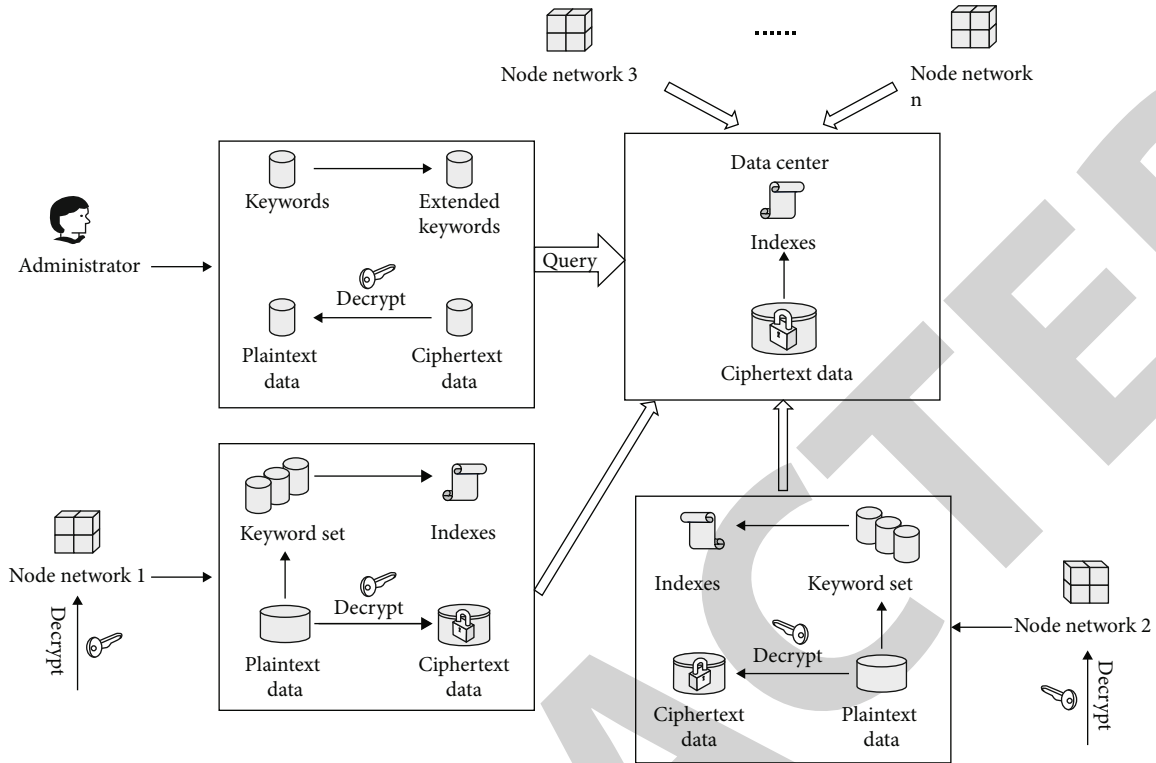 ......
Node network 3
Node network
n
Data center
Indexes
Ciphertext data
Keywords
Extended
keywords
Administrator
Query
Decrypt
Plaintext
data
Ciphertext
data
Keyword set
Indexes
Node network 1
Decrypt
Decrypt
Plaintext
data
Ciphertext
data
Indexes
Keyword set
Node network 2
Decrypt
Decrypt
Ciphertext
data
Plaintext
data
ACTE